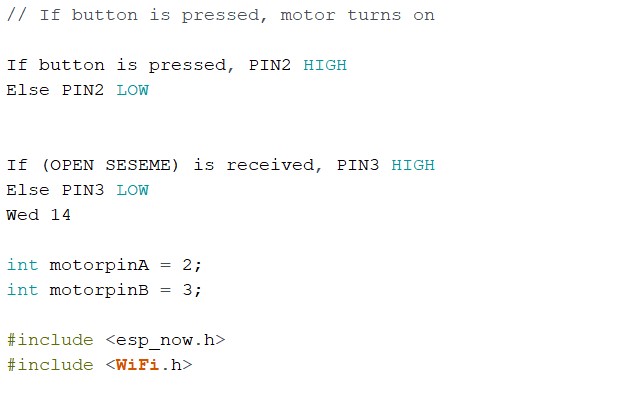 // If button is pressed, motor turns on
If button is pressed, PIN2 HIGH
Else PIN2 LOW
If (OPEN SESEME) is received, PIN3 HIGH
Else PIN3 LOW
Wed 14
int motorpinA = 2;
int motorpinB = 3;
#include <esp_now.h>
#include <WiFi.h>